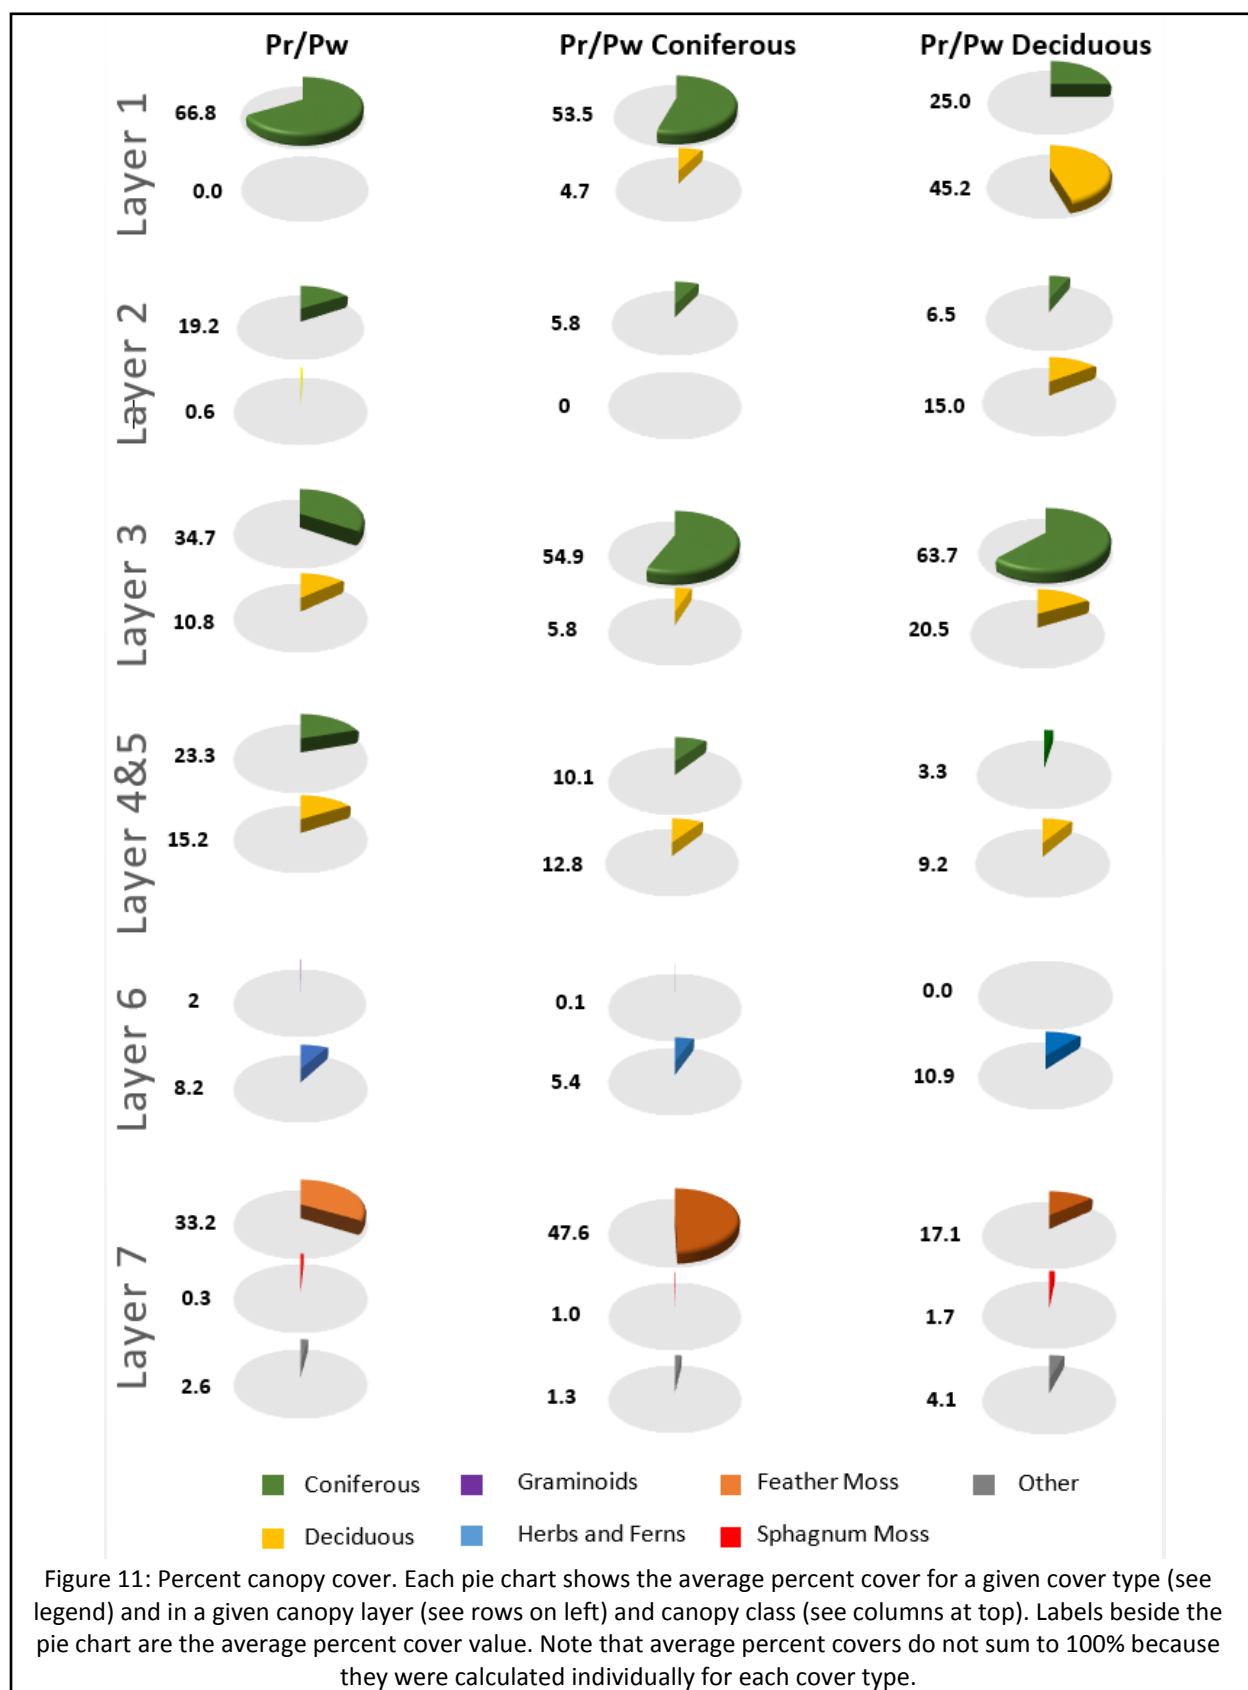 Pr/Pw Pr/Pw Coniferous Pr/Pw Deciduous
Layer 1
66.8 53.5 25.0
0.0 4.7 45.2
Layer 2
19.2 5.8 6.5
0.6 0 15.0
Layer 3
34.7 54.9 63.7
10.8 5.8 20.5
Layer 4&5
23.3 10.1 3.3
15.2 12.8 9.2
Layer 6
2 0.1 0.0
8.2 5.4 10.9
Layer 7
33.2 47.6 17.1
0.3 1.0 1.7
2.6 1.3 4.1
Coniferous Graminoids Feather Moss Other
Deciduous Herbs and Ferns Sphagnum Moss
Figure 11: Percent canopy cover. Each pie chart shows the average percent cover for a given cover type (see
legend) and in a given canopy layer (see rows on left) and canopy class (see columns at top). Labels beside the
pie chart are the average percent cover value. Note that average percent covers do not sum to 100% because
they were calculated individually for each cover type.